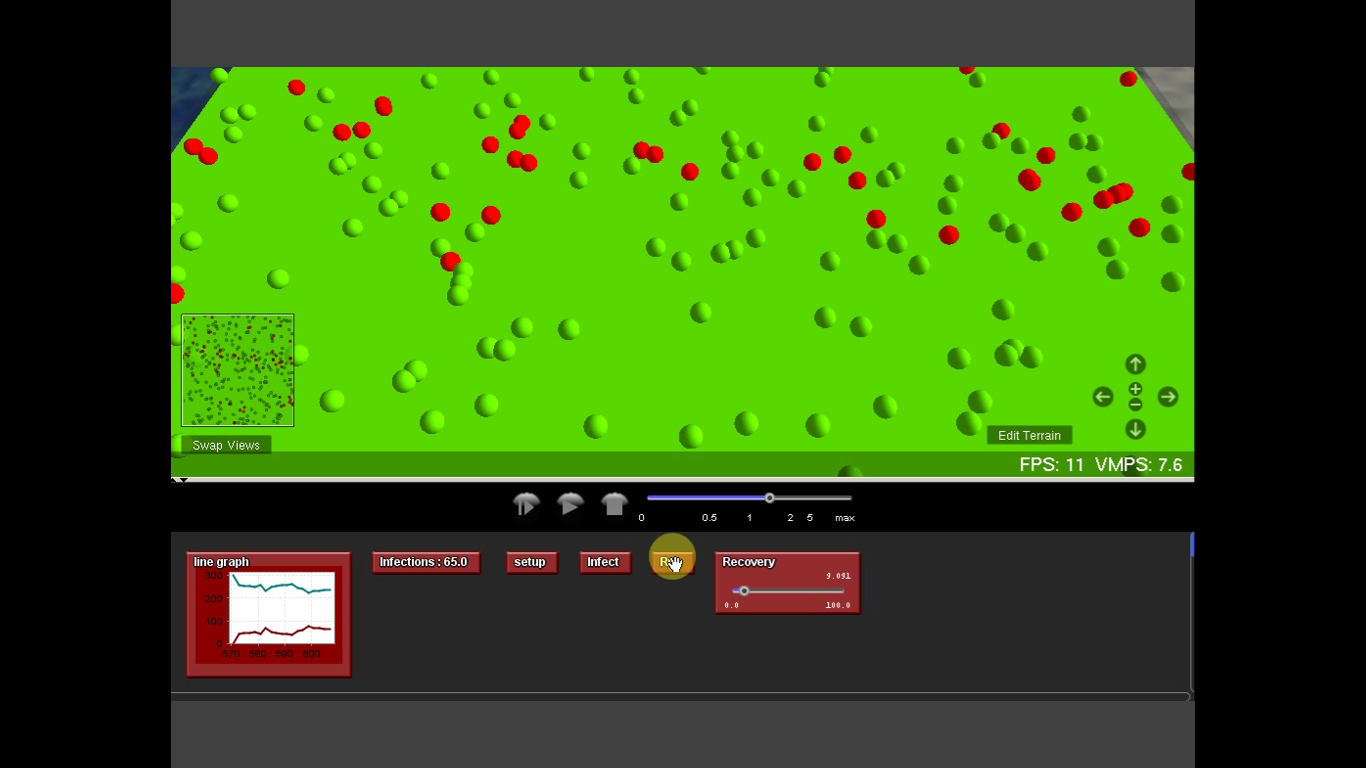 Swap Views
Edit Terrain
FPS: 11 VMPS: 7.6
0 0.5 1 2 5 max
line graph
300
200
100
0
570 580 590 600
Infections : 65.0
setup
Infect
Recovery
9.091
0.0 100.0